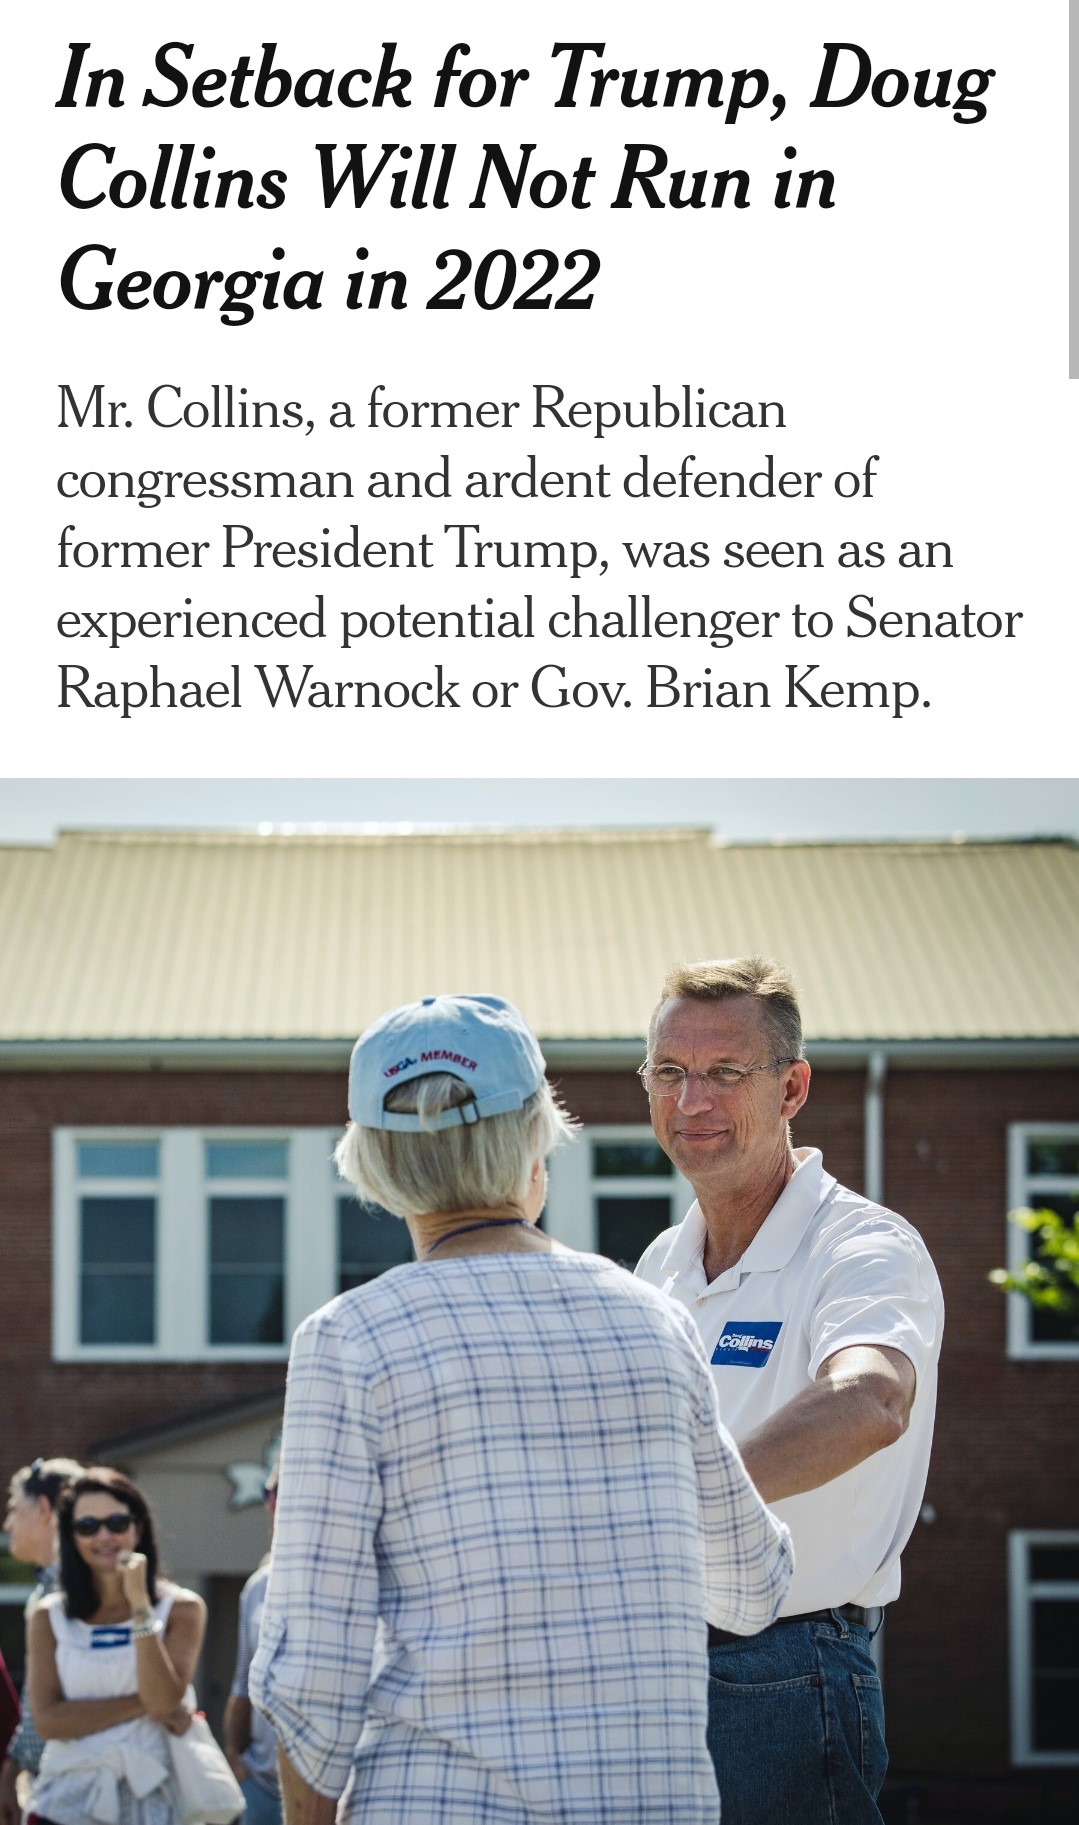 In Setback for Trump, Doug
Collins Will Not Run in
Georgia in 2022
Mr. Collins, a former Republican
congressman and ardent defender of
former President Trump, was seen as an
experienced potential challenger to Senator
Raphael Warnock or Gov. Brian Kemp.
USGA MEMBER
Collins